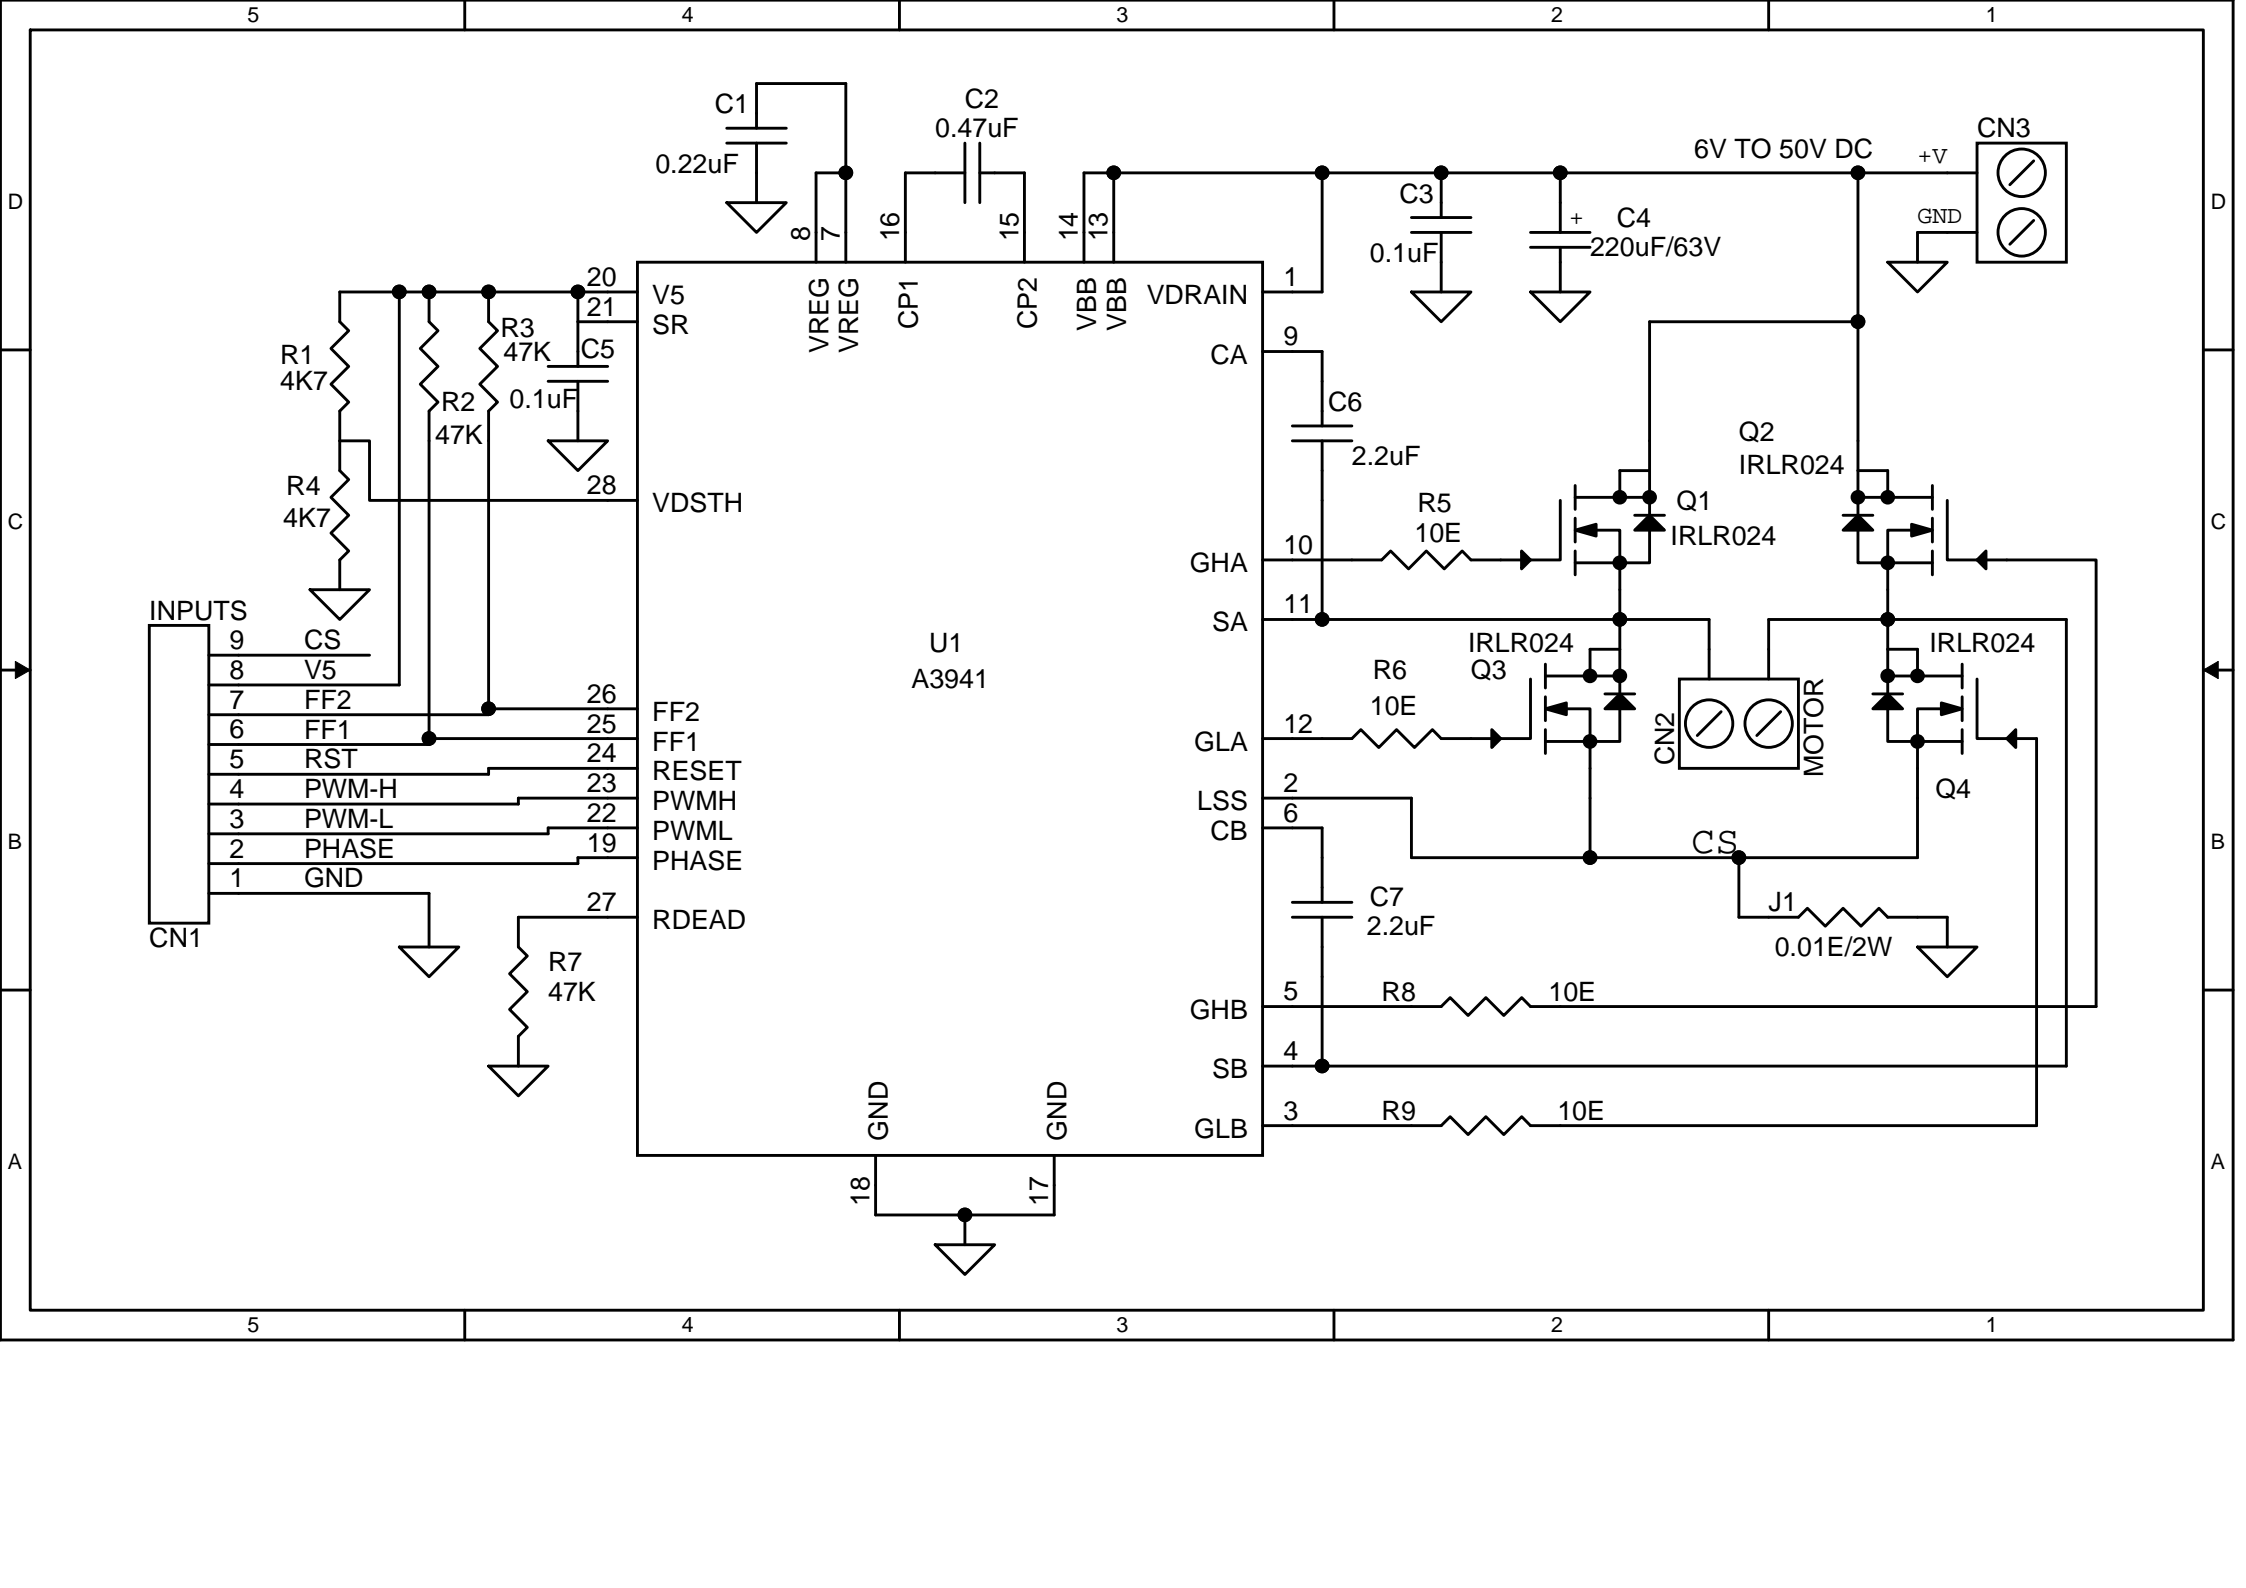 5 4 3 2 1
D
D
C
C
B
B
A
A
5 4 3 2 1
C1
0.22uF
C2
0.47uF
6V TO 50V DC
+V
CN3
GND
C3
0.1uF
+
C4
220uF/63V
8
7
16
15
14
13
VREG
VREG
CP1
CP2
VBB
VBB
20
V5
21
SR
VDRAIN
1
CA
9
R1
4K7
R2
47K
R3
47K
C5
0.1uF
R4
4K7
28
VDSTH
C6
2.2uF
R5
10E
GHA
10
Q1
IRLR024
Q2
IRLR024
SA
11
U1
A3941
INPUTS
9 CS
8 V5
7 FF2
6 FF1
5 RST
4 PWM-H
3 PWM-L
2 PHASE
1 GND
CN1
26
FF2
25
FF1
24
RESET
23
PWMH
22
PWML
19
PHASE
27
RDEAD
R7
47K
IRLR024
Q3
R6
10E
GLA
12
CN2
MOTOR
IRLR024
Q4
LSS
2
CB
6
CS
C7
2.2uF
J1
0.01E/2W
GHB
5
R8
10E
SB
4
GLB
3
R9
10E
GND
GND
18
17